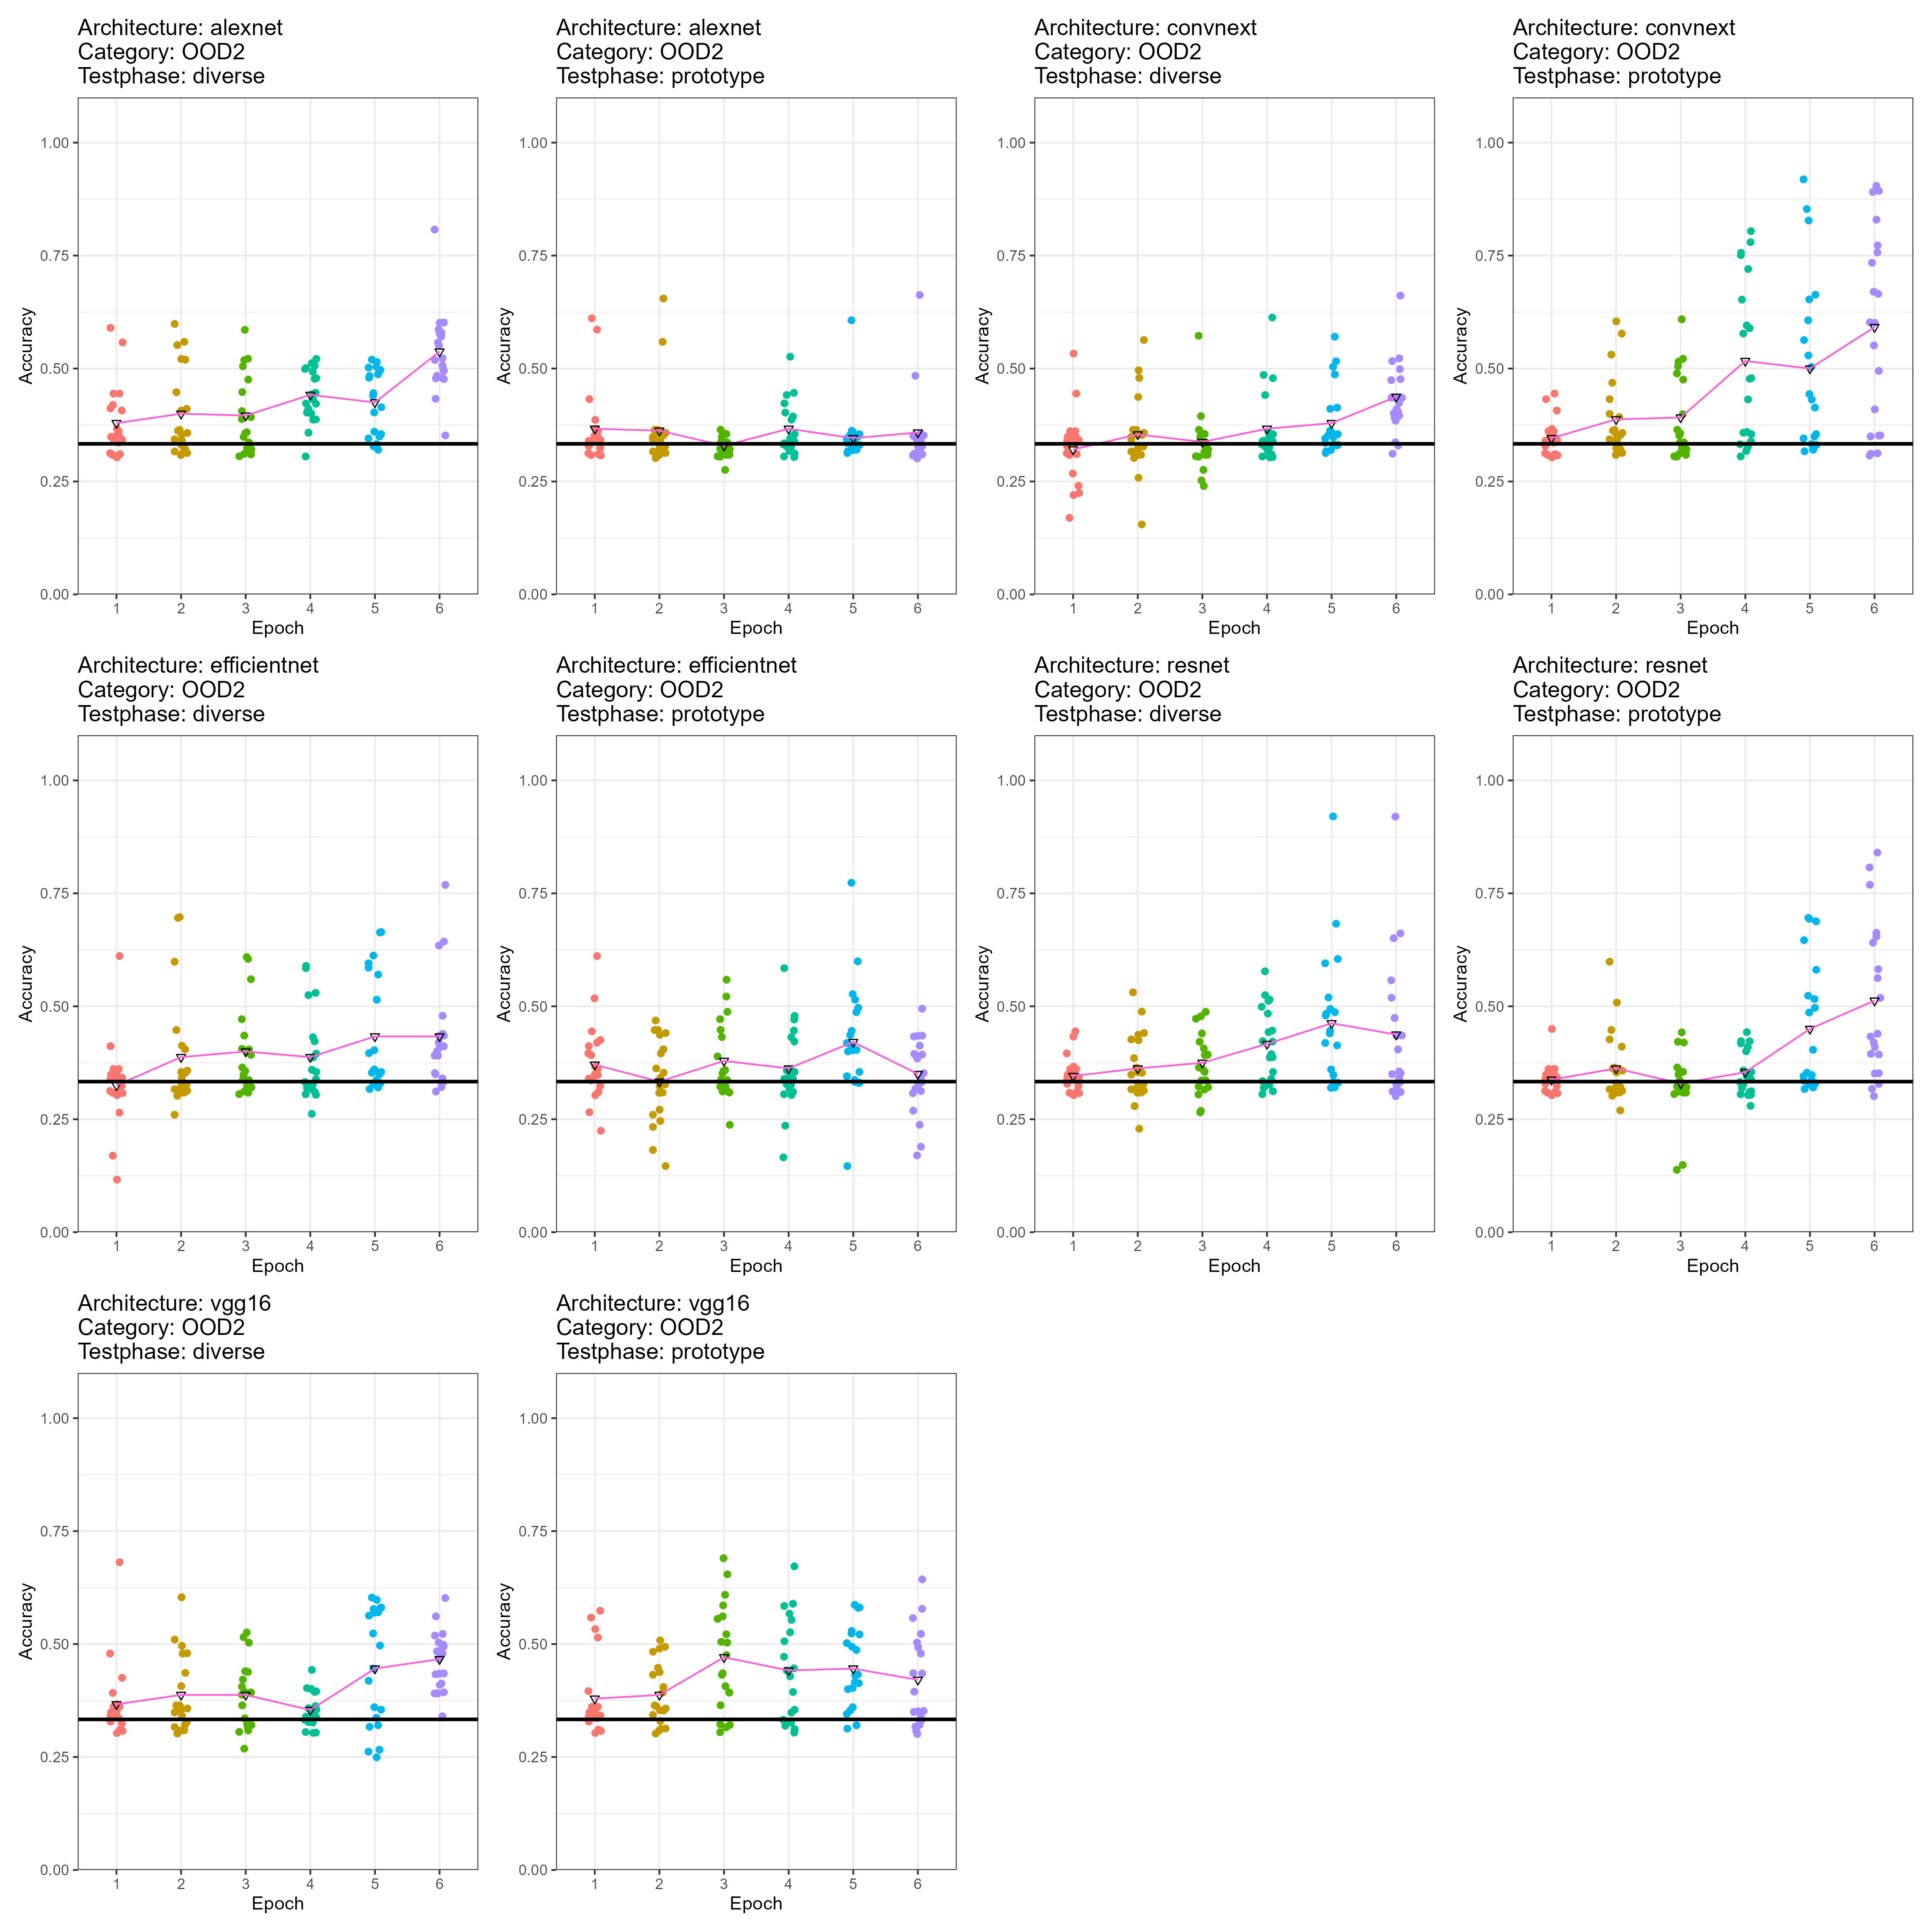 Architecture: alexnet
Category: OOD2
Testphase: diverse
1.00
0.75
0.50
0.25
0.00
Accuracy
1 2 3 4 5 6
Epoch
Architecture: alexnet
Category: OOD2
Testphase: prototype
1.00
0.75
0.50
0.25
0.00
Accuracy
1 2 3 4 5 6
Epoch
Architecture: convnext
Category: OOD2
Testphase: diverse
1.00
0.75
0.50
0.25
0.00
Accuracy
1 2 3 4 5 6
Epoch
Architecture: convnext
Category: OOD2
Testphase: prototype
1.00
0.75
0.50
0.25
0.00
Accuracy
1 2 3 4 5 6
Epoch
Architecture: efficientnet
Category: OOD2
Testphase: diverse
1.00
0.75
0.50
0.25
0.00
Accuracy
1 2 3 4 5 6
Epoch
Architecture: efficientnet
Category: OOD2
Testphase: prototype
1.00
0.75
0.50
0.25
0.00
Accuracy
1 2 3 4 5 6
Epoch
Architecture: resnet
Category: OOD2
Testphase: diverse
1.00
0.75
0.50
0.25
0.00
Accuracy
1 2 3 4 5 6
Epoch
Architecture: resnet
Category: OOD2
Testphase: prototype
1.00
0.75
0.50
0.25
0.00
Accuracy
1 2 3 4 5 6
Epoch
Architecture: vgg16
Category: OOD2
Testphase: diverse
1.00
0.75
0.50
0.25
0.00
Accuracy
1 2 3 4 5 6
Epoch
Architecture: vgg16
Category: OOD2
Testphase: prototype
1.00
0.75
0.50
0.25
0.00
Accuracy
1 2 3 4 5 6
Epoch